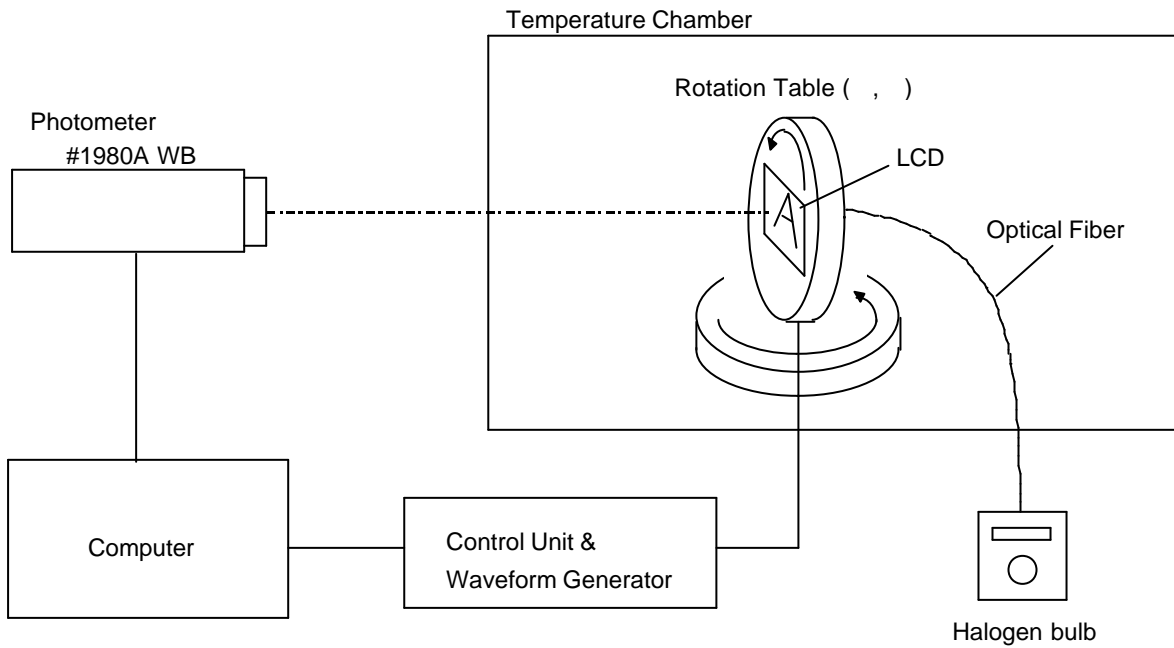 Temperature Chamber
Rotation Table ( , )
Photometer
#1980A WB
LCD
A
Optical Fiber
Computer
Control Unit &
Waveform Generator
Halogen bulb